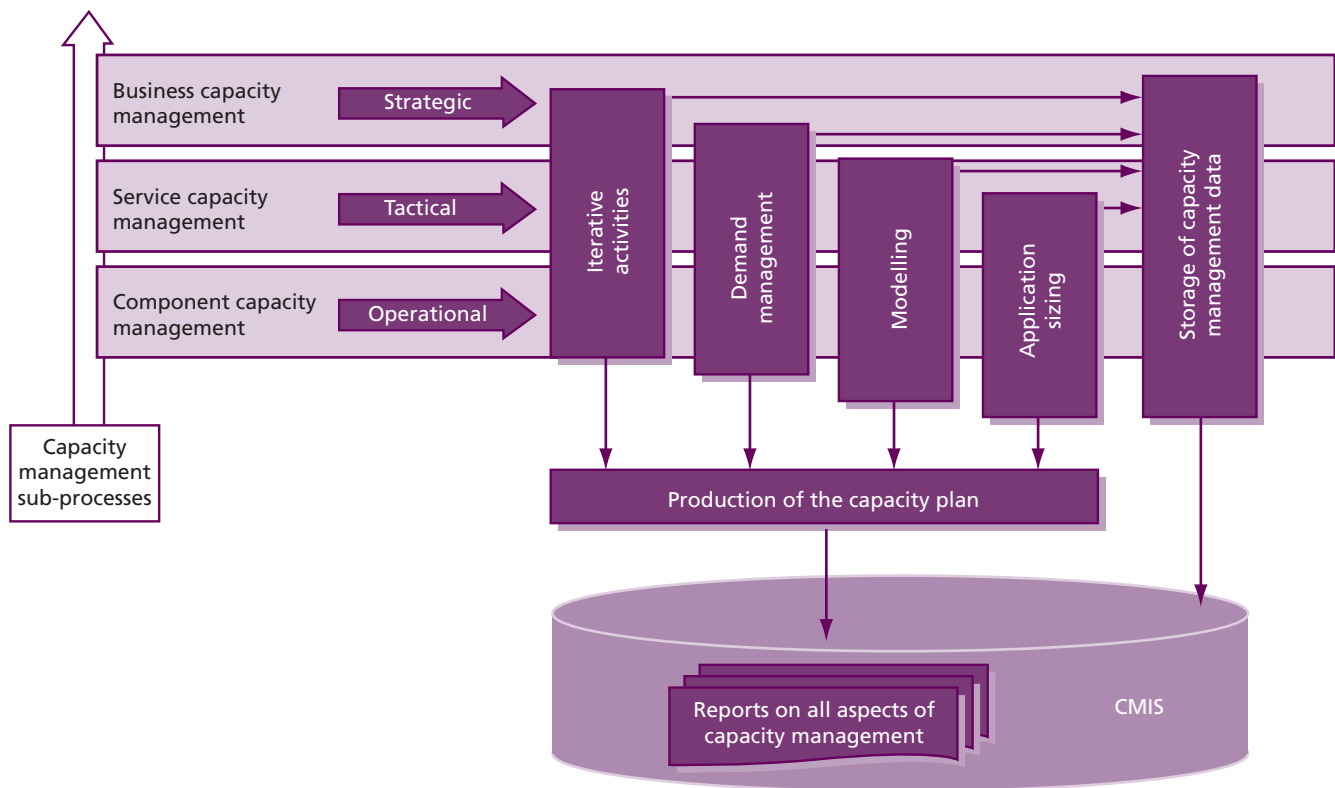 Business capacity
management
Strategic
Service capacity
management
Tactical
Component capacity
management
Operational
Iterative
activities
Demand
management
Modelling
Application
sizing
Storage of capacity
management data
Capacity
management
sub-processes
Production of the capacity plan
Reports on all aspects of
capacity management
CMIS